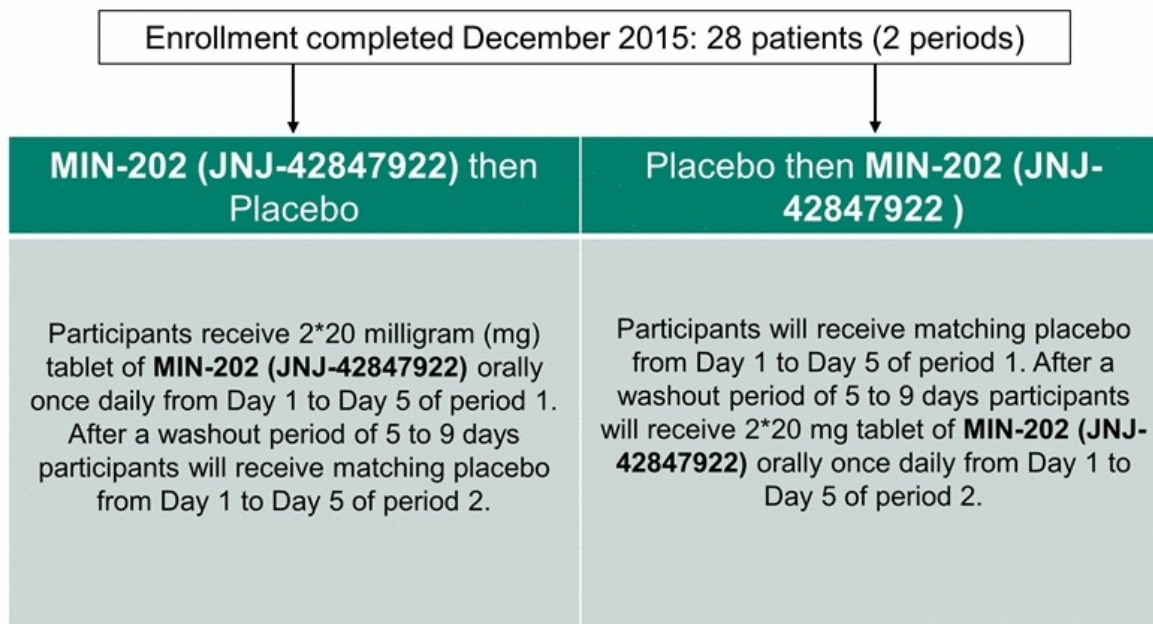 Enrollment completed December 2015: 28 patients (2 periods)
MIN-202 (JNJ-42847922) then
Placebo
Placebo then MIN-202 (JNJ-
42847922 )
Participants receive 2*20 milligram (mg)
tablet of MIN-202 (JNJ-42847922) orally
once daily from Day 1 to Day 5 of period 1.
After a washout period of 5 to 9 days
participants will receive matching placebo
from Day 1 to Day 5 of period 2.
Participants will receive matching placebo
from Day 1 to Day 5 of period 1. After a
washout period of 5 to 9 days participants
will receive 2*20 mg tablet of MIN-202 (JNJ-
42847922) orally once daily from Day 1 to
Day 5 of period 2.